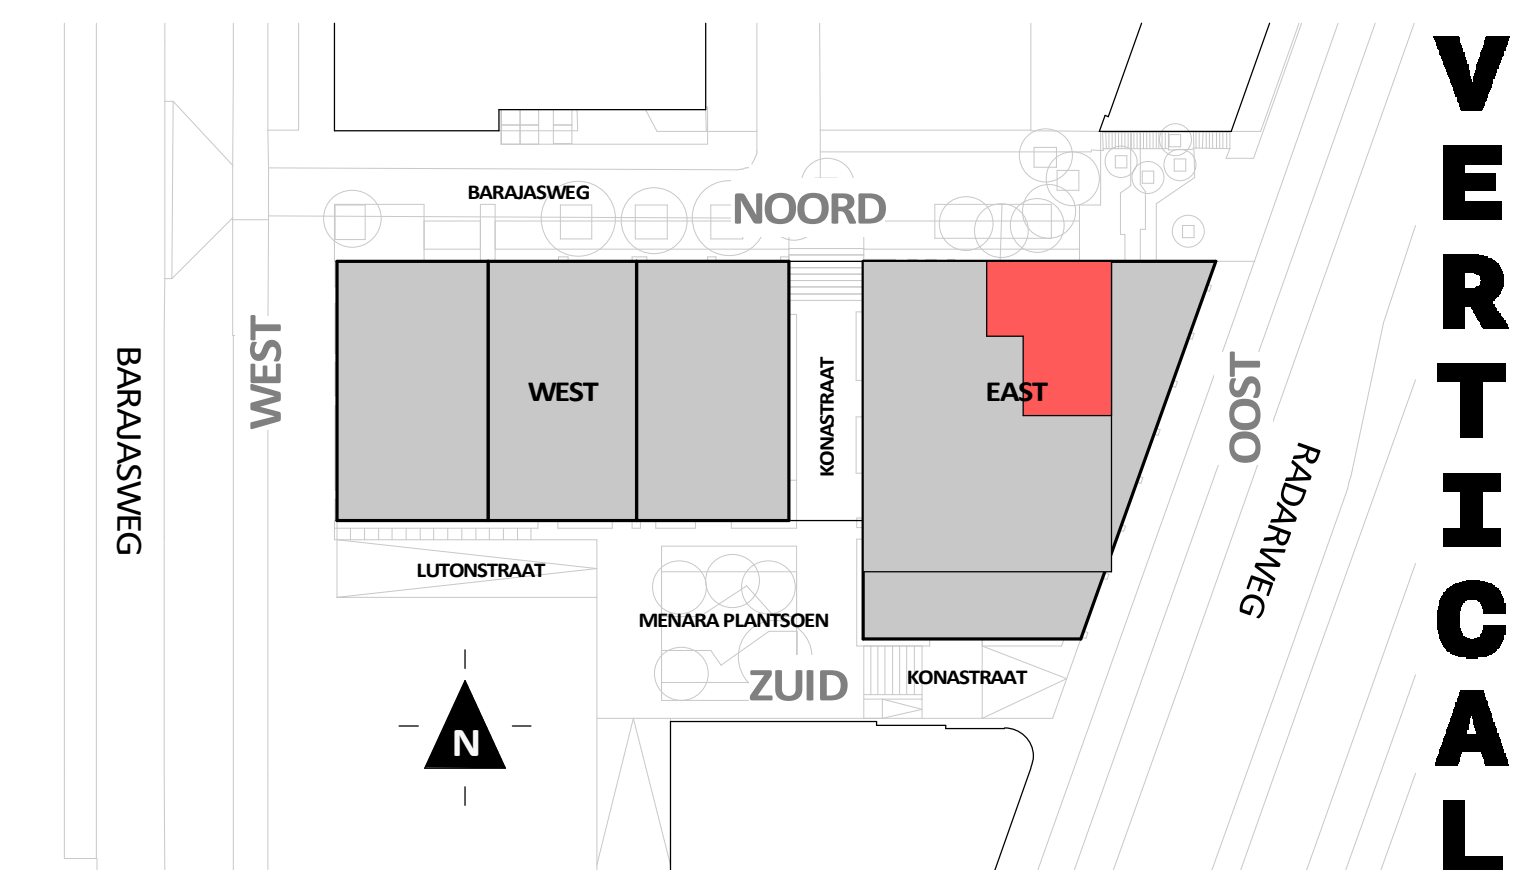 BARAJASWEG
NOORD
WEST
BARAJASWEG
WEST
KONASTRAAT
EAST
OOST
RADARWEG
LUTONSTRAAT
MENARA PLANTSOEN
ZUID
KONASTRAAT
N
VERTICAL